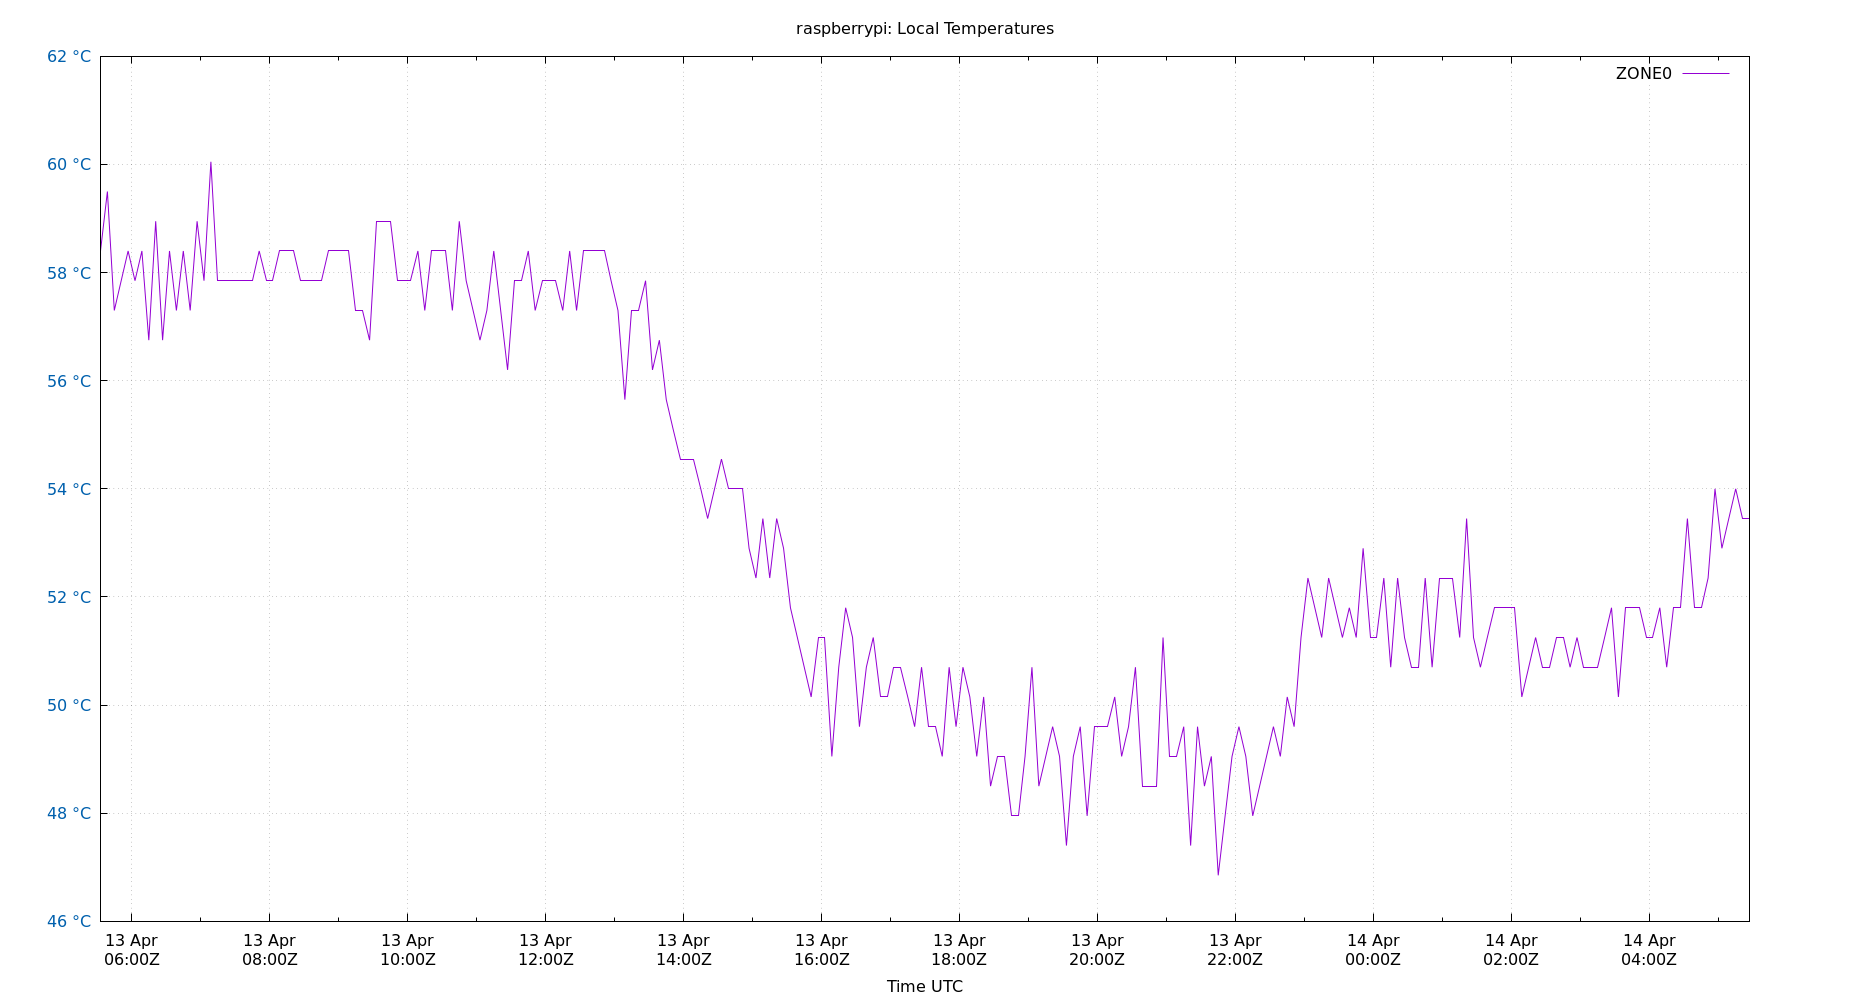 raspberrypi: Local Temperatures
ZONE0
62 °C
60 °C
58 °C
56 °C
54 °C
52 °C
50 °C
48 °C
46 °C
13 Apr 13 Apr 13 Apr 13 Apr 13 Apr 13 Apr 13 Apr 13 Apr 13 Apr 14 Apr 14 Apr 14 Apr
06:00Z 08:00Z 10:00Z 12:00Z 14:00Z 16:00Z 18:00Z 20:00Z 22:00Z 00:00Z 02:00Z 04:00Z
Time UTC